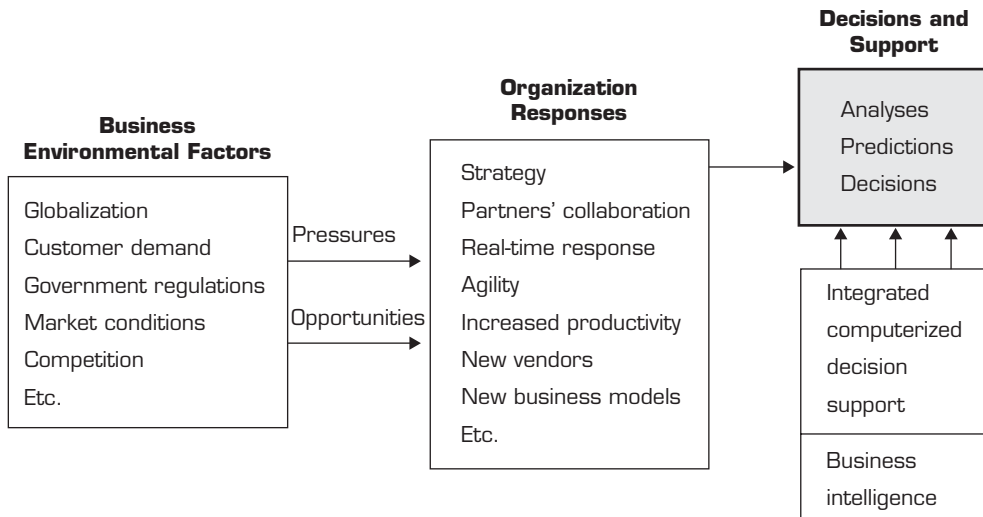 Business
Environmental Factors
Globalization
Customer demand
Government regulations
Market conditions
Competition
Etc.
Pressures
Opportunities
Organization
Responses
Strategy
Partners’ collaboration
Real-time response
Agility
Increased productivity
New vendors
New business models
Etc.
Decisions and
Support
Analyses
Predictions
Decisions
Integrated
computerized
decision
support
Business
intelligence